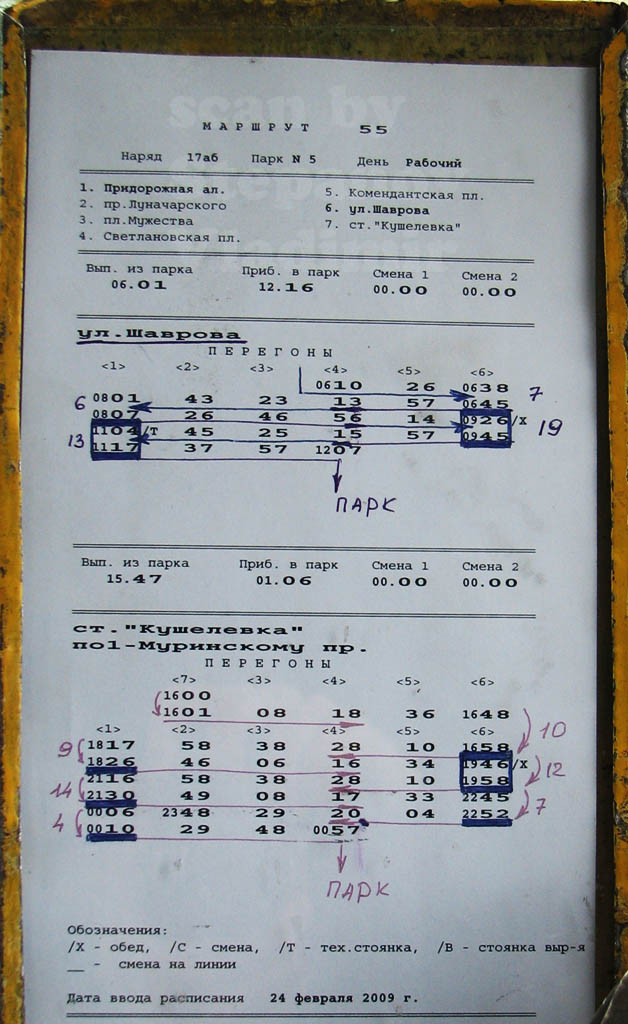 scan by
Stepanov
Vladimir
МАРШРУТ 55
Наряд 17аб Парк N 5 День Рабочий
1. Придорожная ал. 5. Комендантская пл.
2. пр.Луначарского 6. ул.Шаврова
3. пл.Мужества 7. ст."Кушелевка"
4. Светлановская пл.
Вып. из парка Приб. в парк Смена 1 Смена 2
06.01 12.16 00.00 00.00
ул.Шаврова
ПЕРЕГОНЫ
<1> <2> <3> <4> <5> <6>
0610 26 0638 7
6 0801 43 23 13 57 0645
0807 26 46 56 14 0926/X 19
13 1104/Т 45 25 15 57 0945
1117 37 57 1207
ПАРК
Вып. из парка Приб. в парк Смена 1 Смена 2
15.47 01.06 00.00 00.00
ст."Кушелевка"
по1-Муринскому пр.
ПЕРЕГОНЫ
<7> <3> <4> <5> <6>
1600
1601 08 18 36 1648
<1> <2> <3> <4> <5> <6> 10
9 1817 58 38 28 10 1658
1826 46 06 16 34 1946/X 12
14 2116 58 38 28 10 1958
2130 49 08 17 33 2245 7
4 0006 2348 29 20 04 2252
0010 29 48 0057
ПАРК
Обозначения:
/X - обед, /С - смена, /Т - тех.стоянка, /В - стоянка выр-я
__ - смена на линии
Дата ввода расписания 24 февраля 2009 г.